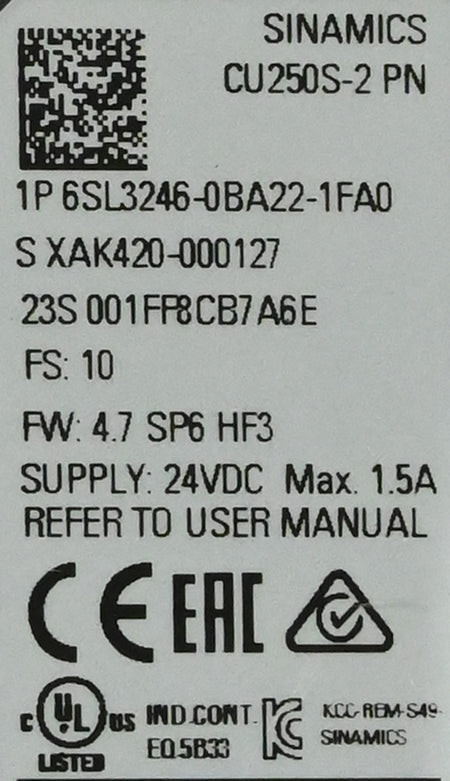 SINAMICS
CU250S-2 PN
1P 6SL3246-0BA22-1FA0
S XAK420-000127
23S 001FF8CB7A6E
FS: 10
FW: 4.7 SP6 HF3
SUPPLY: 24VDC Max. 1.5A
REFER TO USER MANUAL
CE EAC
c UL US IND.CONT. KCC-REM-S49-
LISTED EQ.5B33 SINAMICS